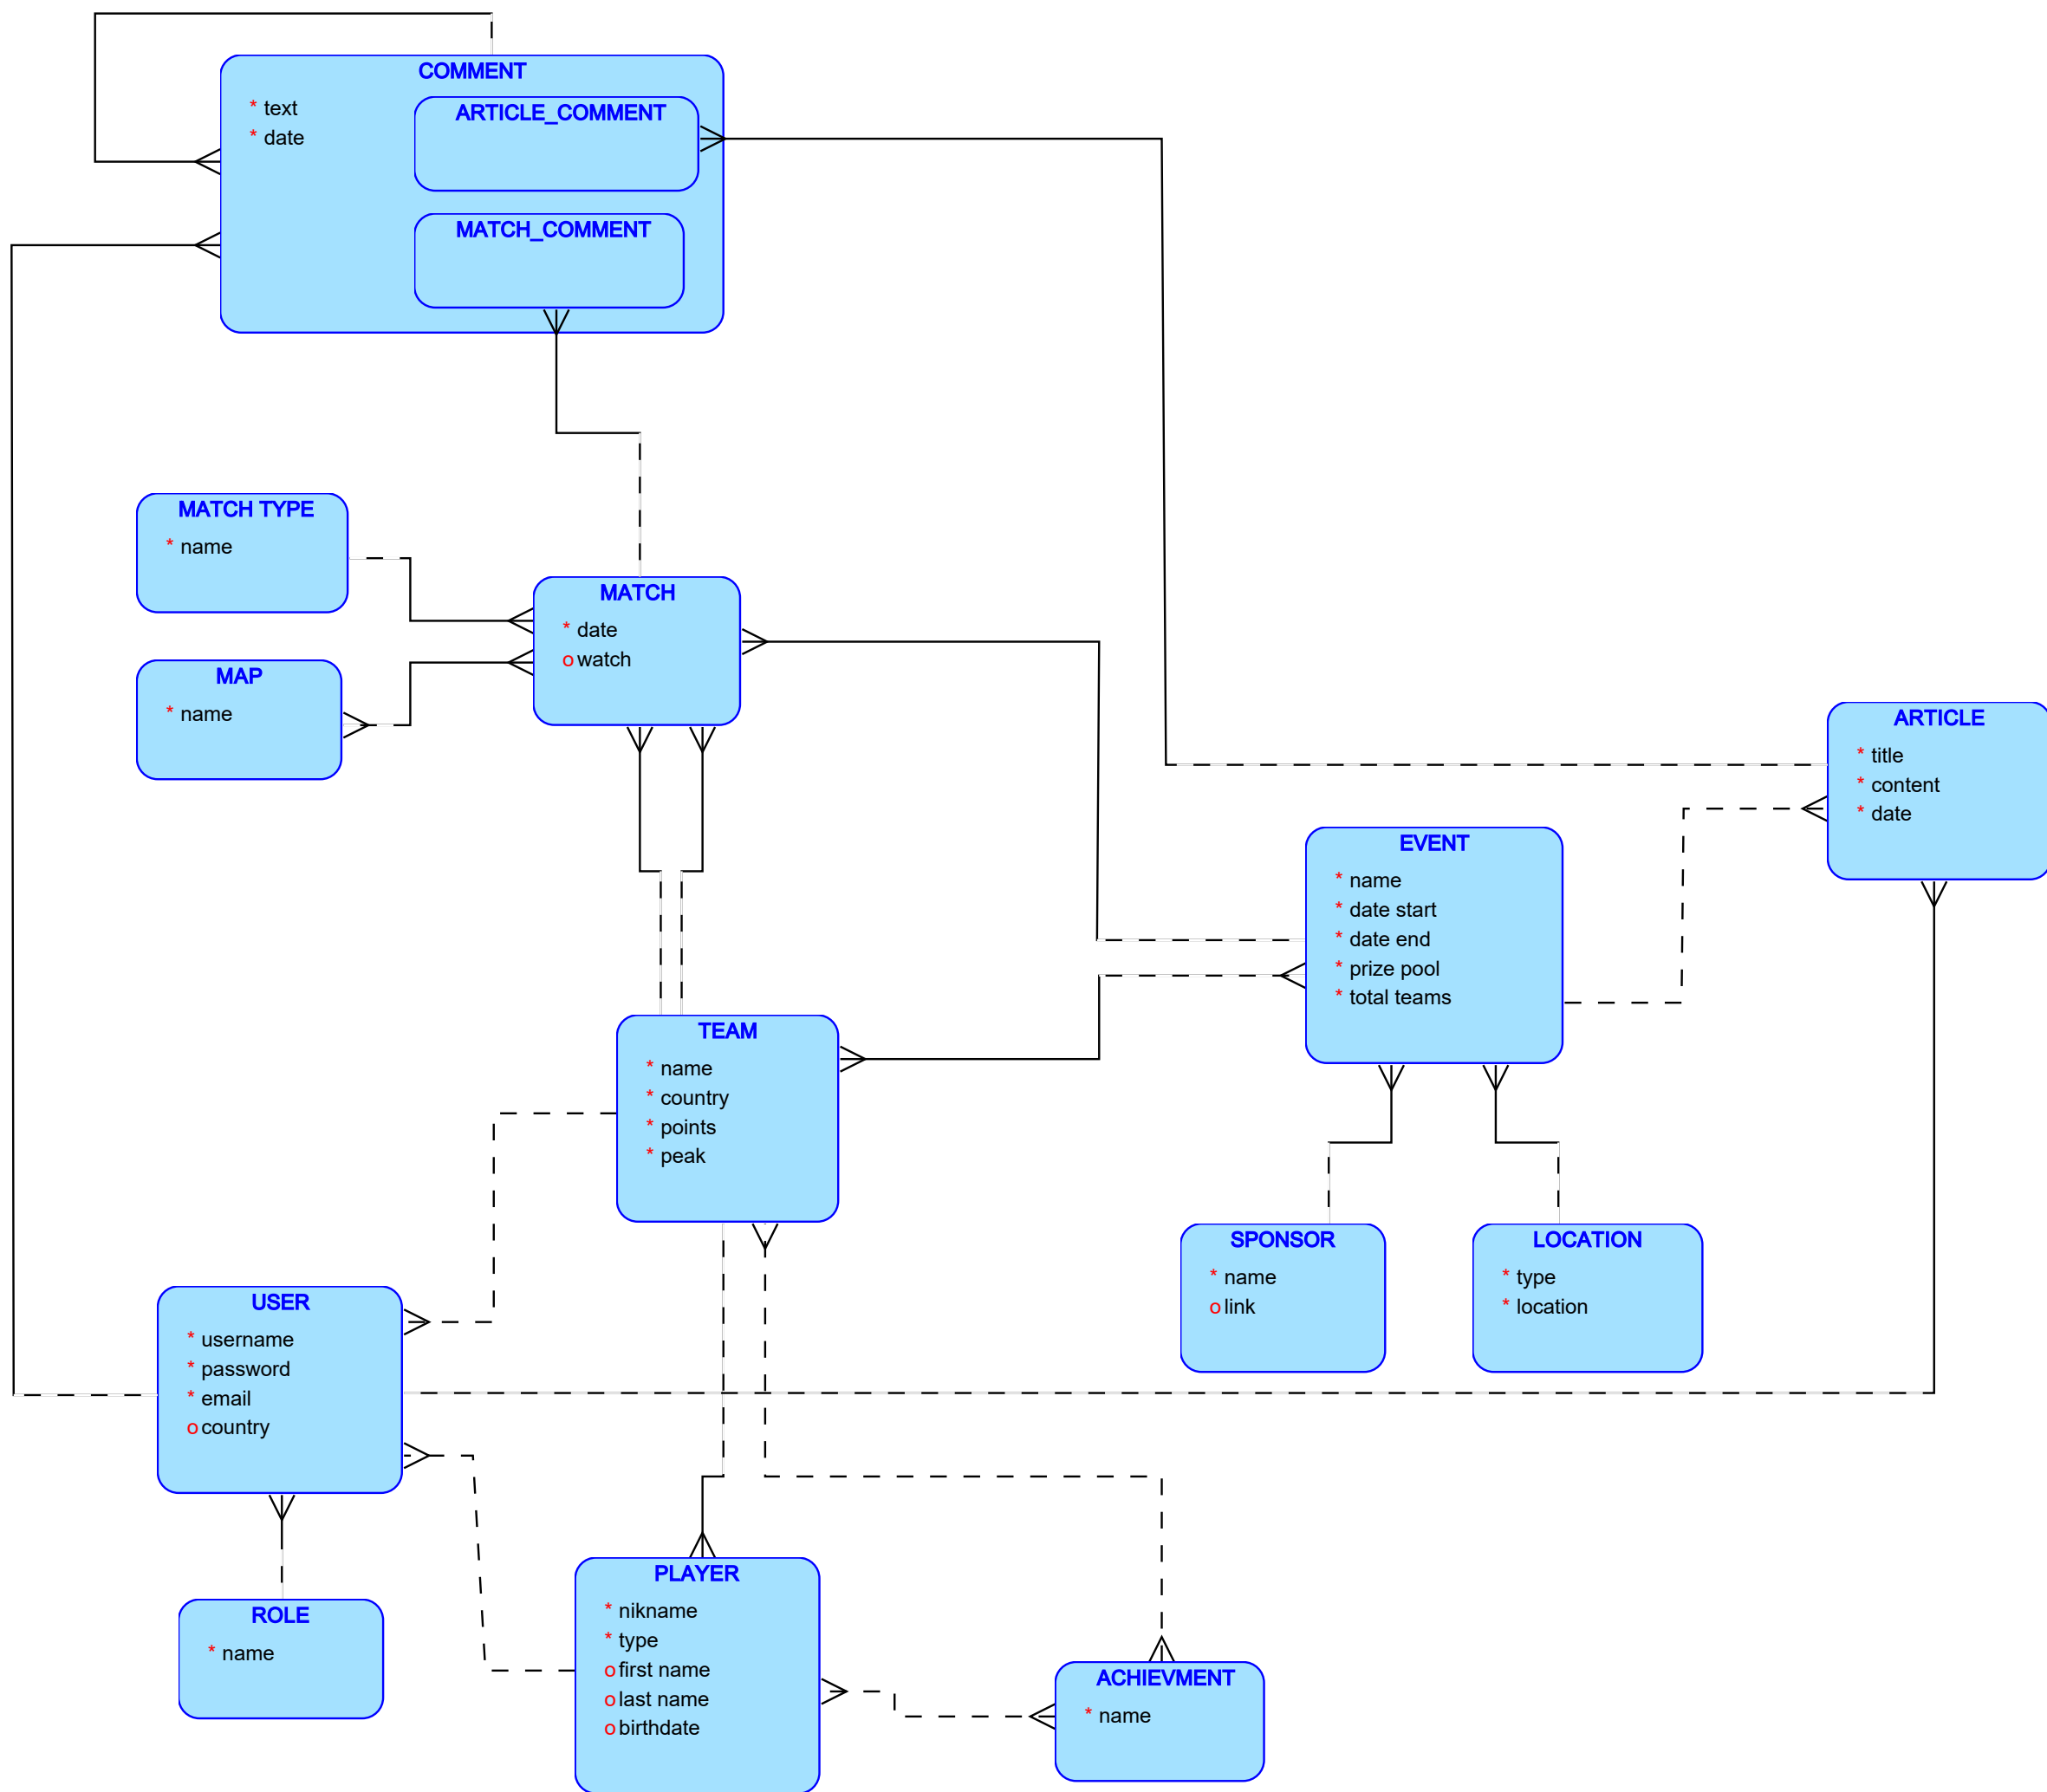 COMMENT
* text
* date
ARTICLE_COMMENT
MATCH_COMMENT
MATCH TYPE
* name
MAP
* name
MATCH
* date
o watch
ARTICLE
* title
* content
* date
EVENT
* name
* date start
* date end
* prize pool
* total teams
TEAM
* name
* country
* points
* peak
SPONSOR
* name
o link
LOCATION
* type
* location
USER
* username
* password
* email
o country
ROLE
* name
PLAYER
* nikname
* type
o first name
o last name
o birthdate
ACHIEVMENT
* name